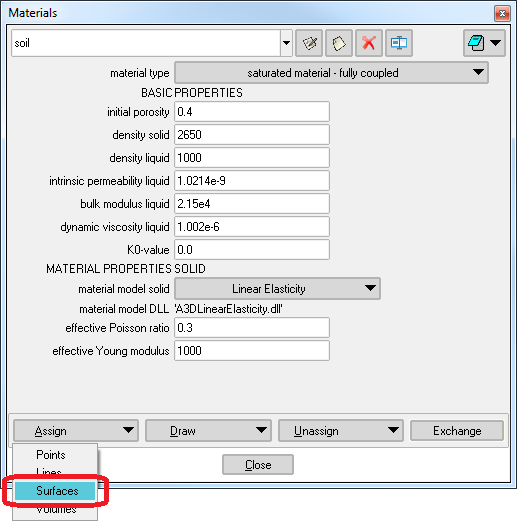 Materials
soil
material type saturated material - fully coupled
BASIC PROPERTIES
initial porosity 0.4
density solid 2650
density liquid 1000
intrinsic permeability liquid 1.0214e-9
bulk modulus liquid 2.15e4
dynamic viscosity liquid 1.002e-6
K0-value 0.0
MATERIAL PROPERTIES SOLID
material model solid Linear Elasticity
material model DLL 'A3DLinearElasticity.dll'
effective Poisson ratio 0.3
effective Young modulus 1000
Assign Draw Unassign Exchange
Points
Lines
Close
Surfaces
Volumes